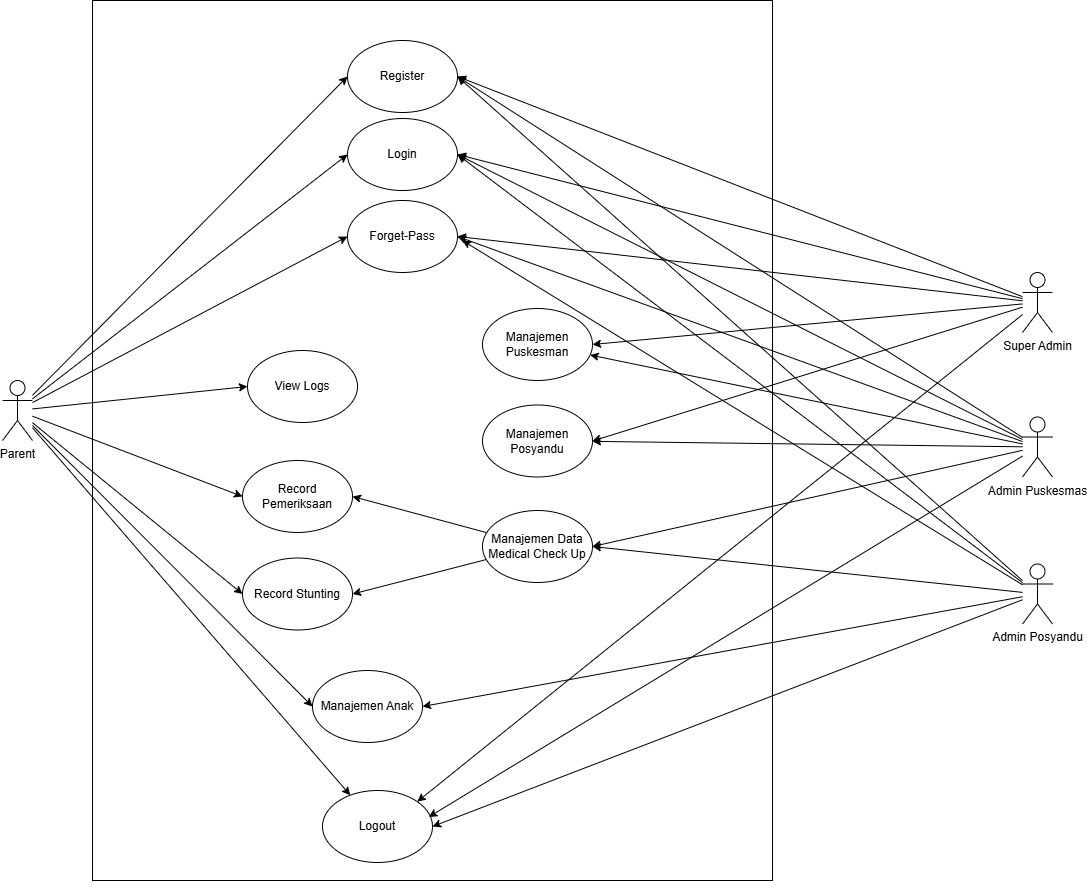 Register
Login
Forget-Pass
Manajemen
Puskesman
Super Admin
View Logs
Manajemen
Posyandu
Parent
Admin Puskesmas
Record
Pemeriksaan
Manajemen Data
Medical Check Up
Record Stunting
Admin Posyandu
Manajemen Anak
Logout